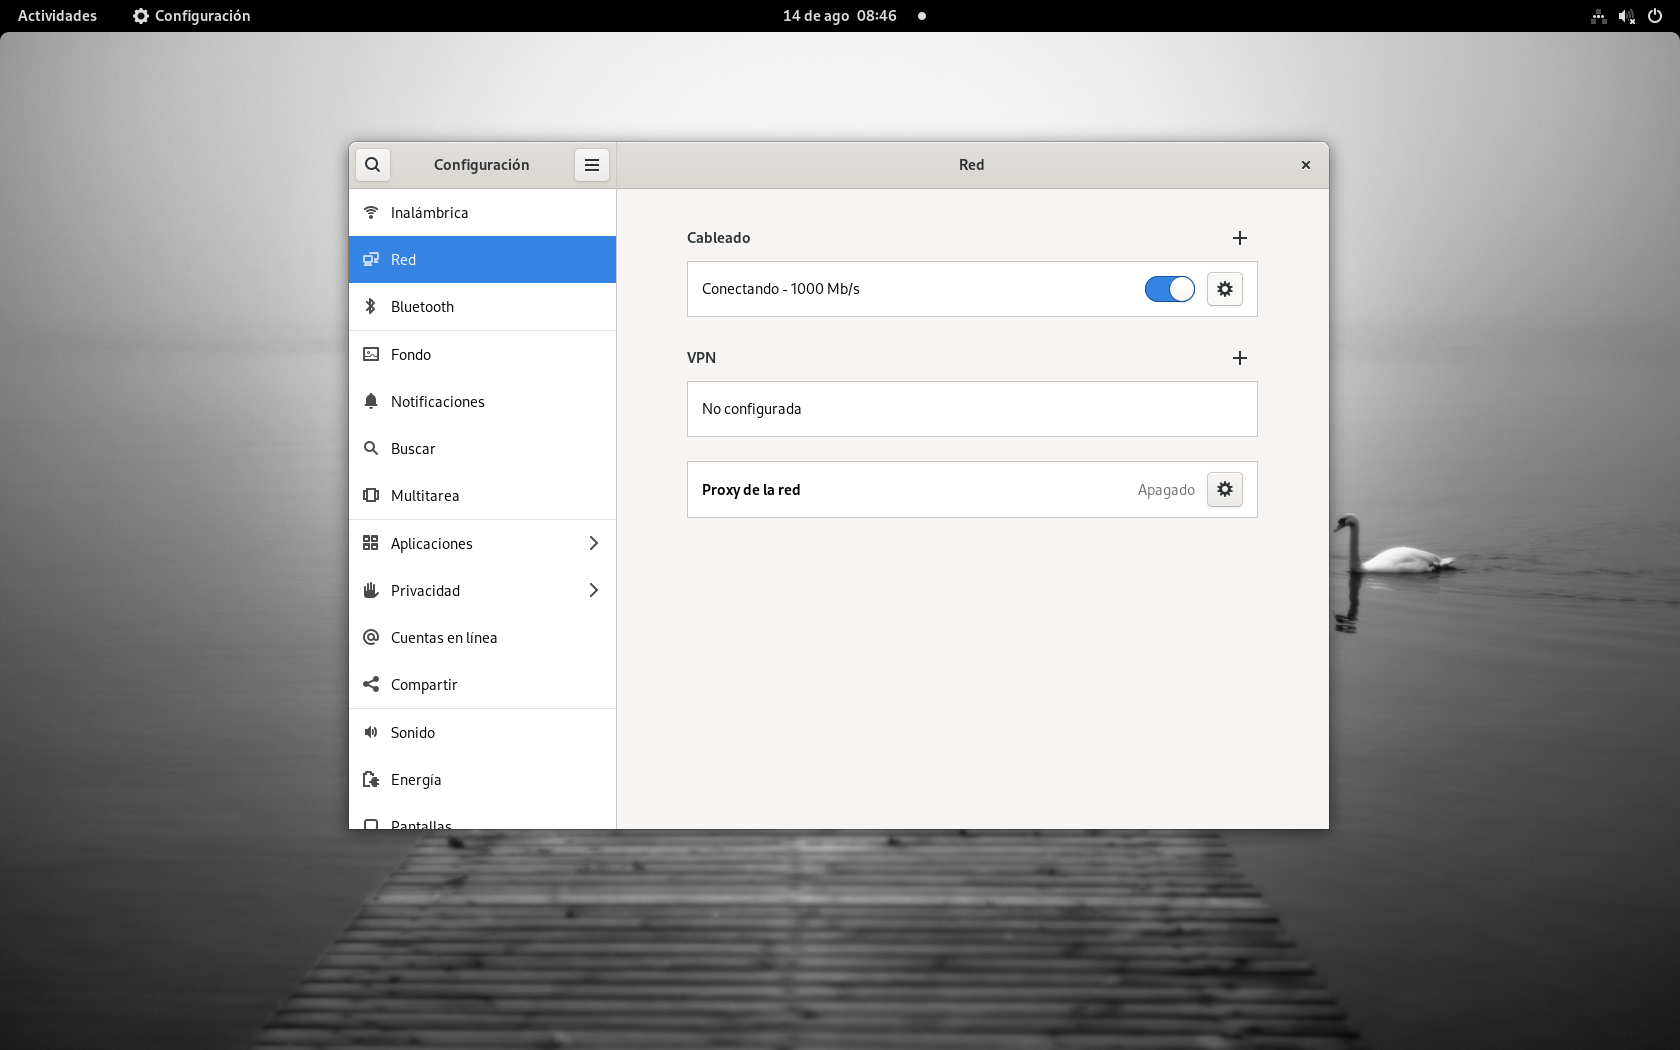 Actividades
Configuración
14 de ago 08:46
Configuración
Red
Inalámbrica
Red
Bluetooth
Fondo
Notificaciones
Buscar
Multitarea
Aplicaciones
Privacidad
Cuentas en línea
Compartir
Sonido
Energía
Pantallas
Cableado
Conectando - 1000 Mb/s
VPN
No configurada
Proxy de la red
Apagado